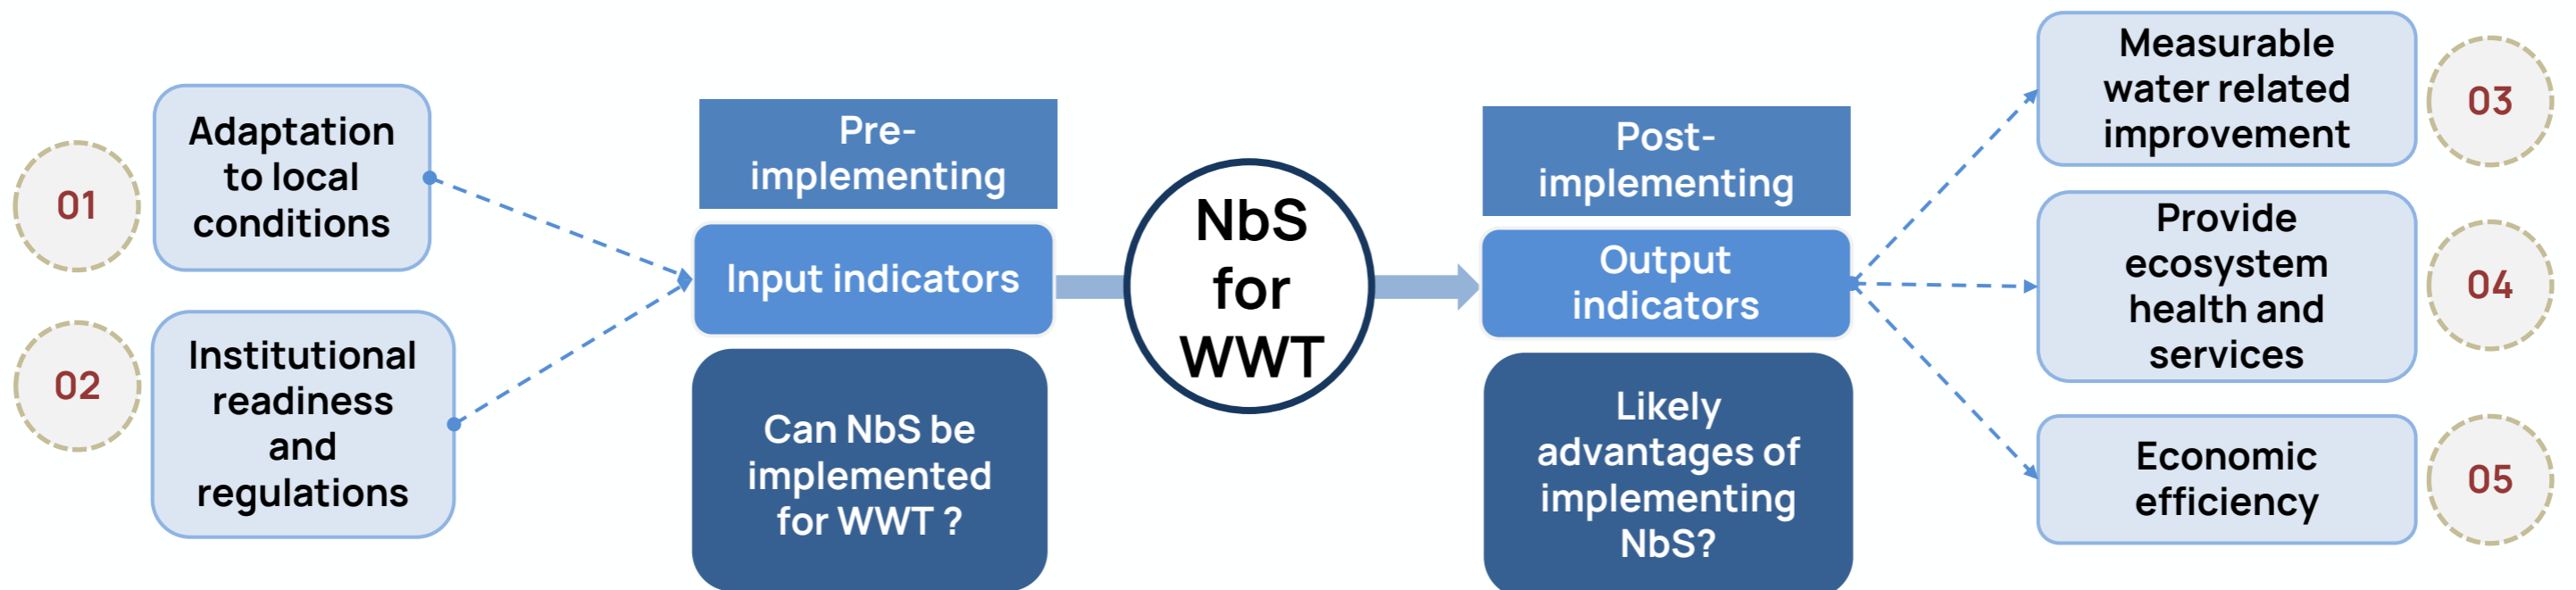 01
Adaptation
to local
conditions
02
Institutional
readiness
and
regulations
Pre-
implementing
Input indicators
Can NbS be
implemented
for WWT ?
NbS
for
WWT
Post-
implementing
Output
indicators
Likely
advantages of
implementing
NbS?
Measurable
water related
improvement
03
Provide
ecosystem
health and
services
04
Economic
efficiency
05